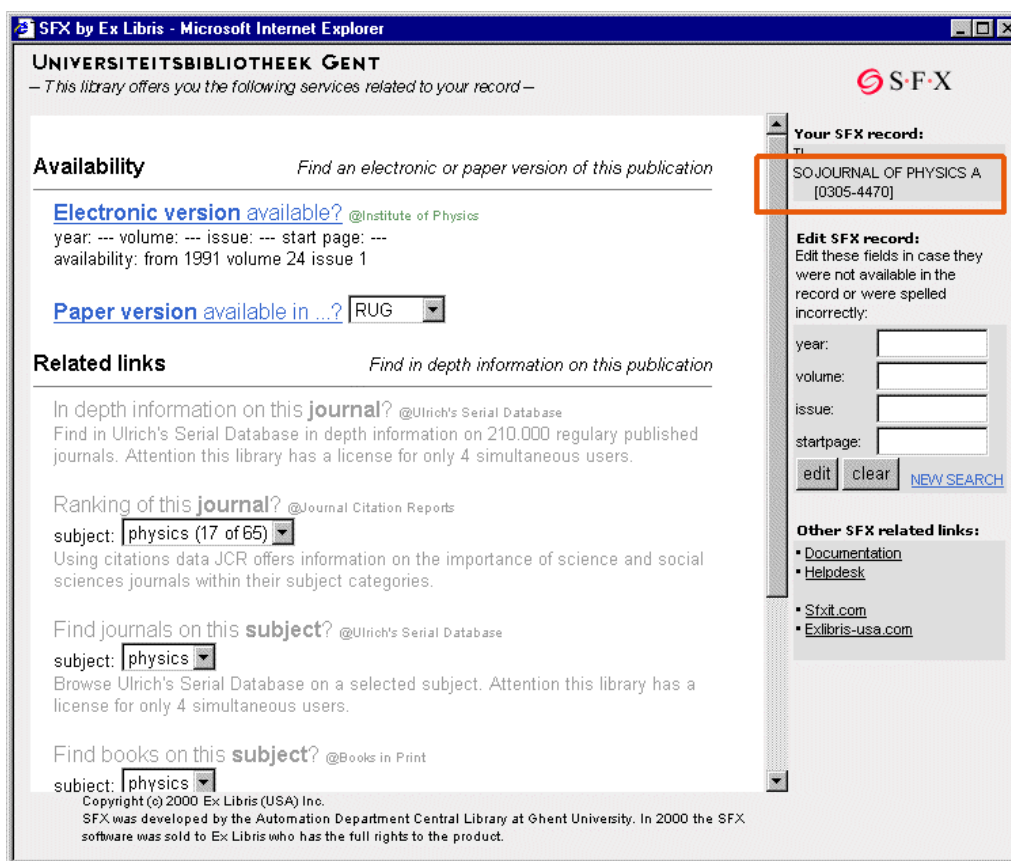 SFX by Ex Libris - Microsoft Internet Explorer
UNIVERSITEITSBIBLIOTHEEK GENT
– This library offers you the following services related to your record –
S·F·X
Availability
Find an electronic or paper version of this publication
Electronic version available? @Institute of Physics
year: --- volume: --- issue: --- start page: ---
availability: from 1991 volume 24 issue 1
Paper version available in ...? RUG
Related links
Find in depth information on this publication
In depth information on this journal? @Ulrich's Serial Database
Find in Ulrich's Serial Database in depth information on 210.000 regulary published
journals. Attention this library has a license for only 4 simultaneous users.
Ranking of this journal? @Journal Citation Reports
subject: physics (17 of 65)
Using citations data JCR offers information on the importance of science and social
sciences journals within their subject categories.
Find journals on this subject? @Ulrich's Serial Database
subject: physics
Browse Ulrich's Serial Database on a selected subject. Attention this library has a
license for only 4 simultaneous users.
Find books on this subject? @Books in Print
subject: physics
Your SFX record:
TI
SOJOURNAL OF PHYSICS A
[0305-4470]
Edit SFX record:
Edit these fields in case they
were not available in the
record or were spelled
incorrectly:
year:
volume:
issue:
startpage:
edit clear NEW SEARCH
Other SFX related links:
▪ Documentation
▪ Helpdesk
▪ Sfxit.com
▪ Exlibris-usa.com
Copyright (c) 2000 Ex Libris (USA) Inc.
SFX was developed by the Automation Department Central Library at Ghent University. In 2000 the SFX
software was sold to Ex Libris who has the full rights to the product.